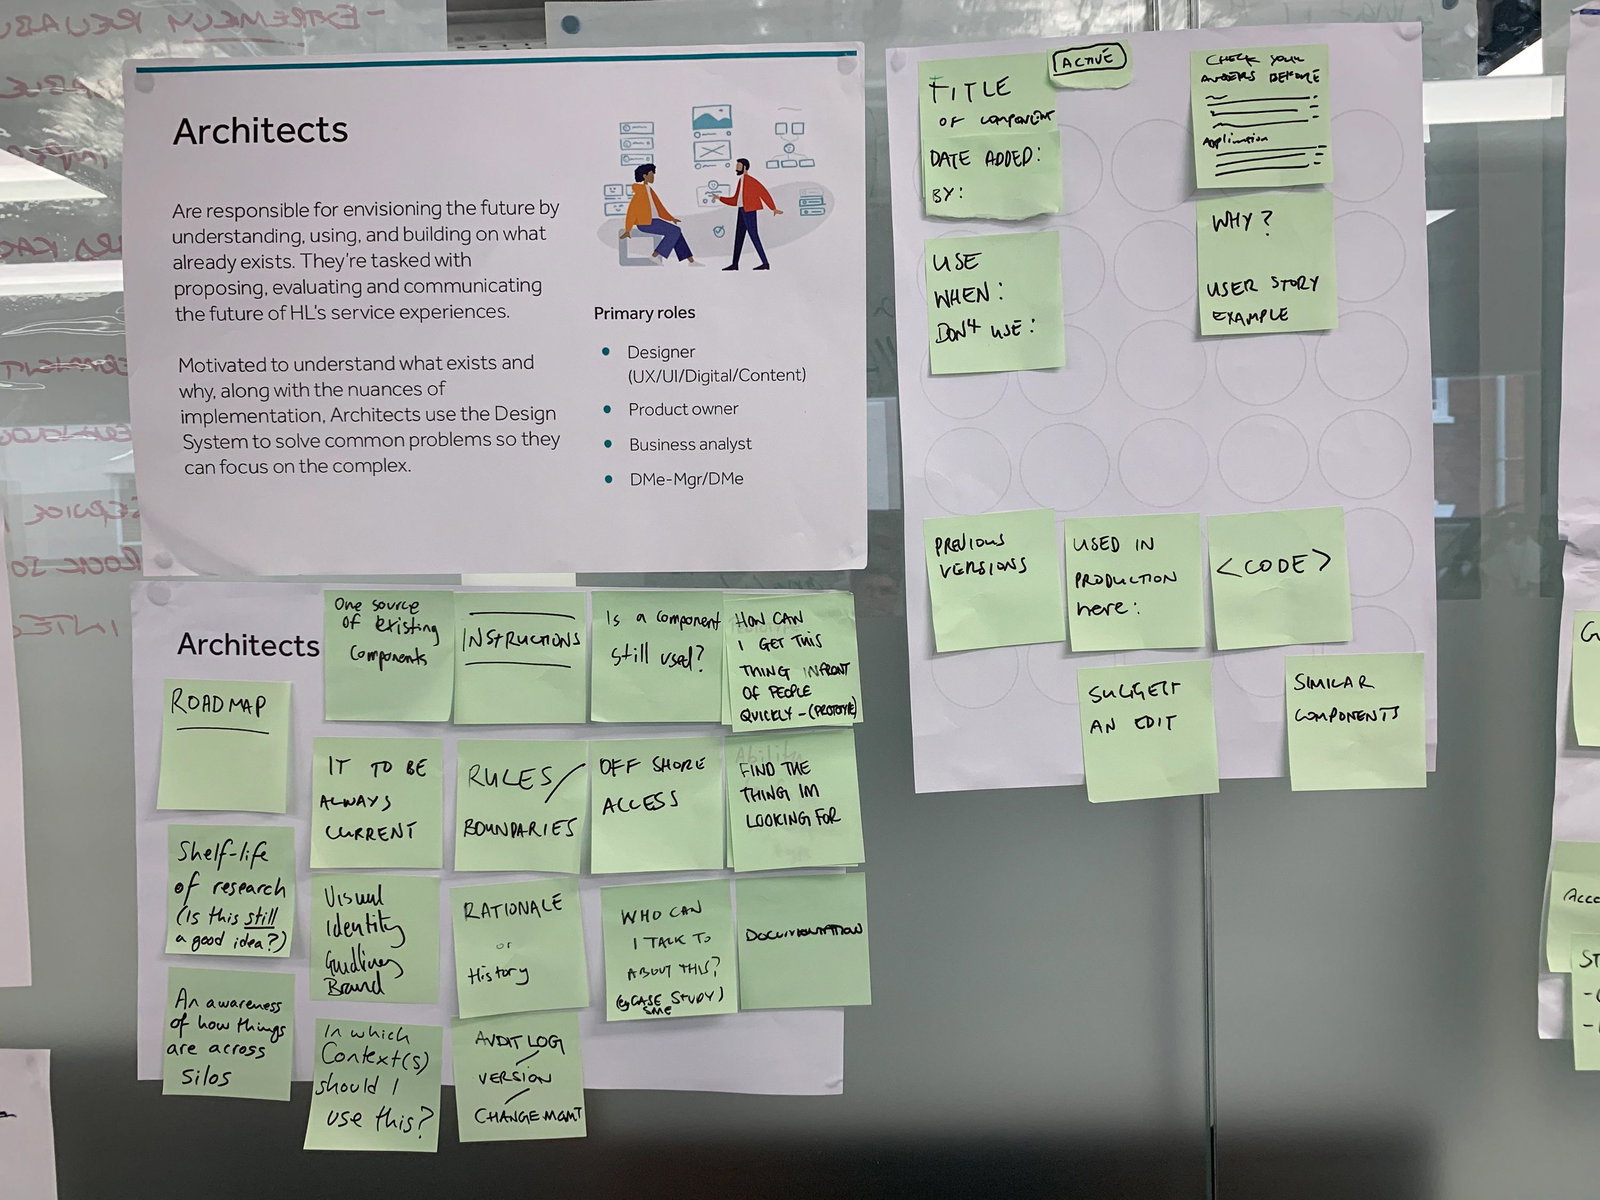 Architects
Are responsible for envisioning the future by
understanding, using, and building on what
already exists. They're tasked with
proposing, evaluating and communicating
the future of HL's service experiences.
Motivated to understand what exists and
why, along with the nuances of
implementation, Architects use the Design
System to solve common problems so they
can focus on the complex.
Primary roles
Designer
(UX/UI/Digital/Content)
Product owner
Business analyst
DMe-Mgr/DMe
Architects
ROADMAP
Shelf-life
of research
(Is this still
a good idea?)
An awareness
of how things
are across
silos
One source
of existing
components
IT TO BE
ALWAYS
CURRENT
Visual
Identity
Guidlines
Brand
In which
Context(s)
should I
use this?
INSTRUCTIONS
RULES/
BOUNDARIES
RATIONALE
or
History
AUDIT LOG
VERSION
CHANGE MGMT
Is a component
still used?
OFF SHORE
ACCESS
WHO CAN
I TALK TO
ABOUT THIS?
(eg CASE STUDY)
SME
HOW CAN
I GET THIS
THING INFRONT
OF PEOPLE
QUICKLY - (PROTOTYPE)
FIND THE
THING IM
LOOKING FOR
DOCUMENTATION
TITLE
OF COMPONENT
DATE ADDED:
BY:
ACTIVE
CHECK YOUR
ANSWERS BEFORE
Application
USE
WHEN:
DON'T USE:
WHY?
USER STORY
EXAMPLE
PREVIOUS
VERSIONS
USED IN
PRODUCTION
here:
<CODE>
SUGGEST
AN EDIT
SIMILAR
COMPONENTS